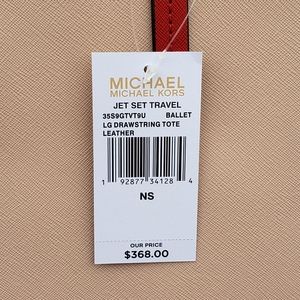 MICHAEL
MICHAEL KORS
JET SET TRAVEL
35S9GTVT9U BALLET
LG DRAWSTRING TOTE
LEATHER
1 92877 34128 4
NS
OUR PRICE
$368.00